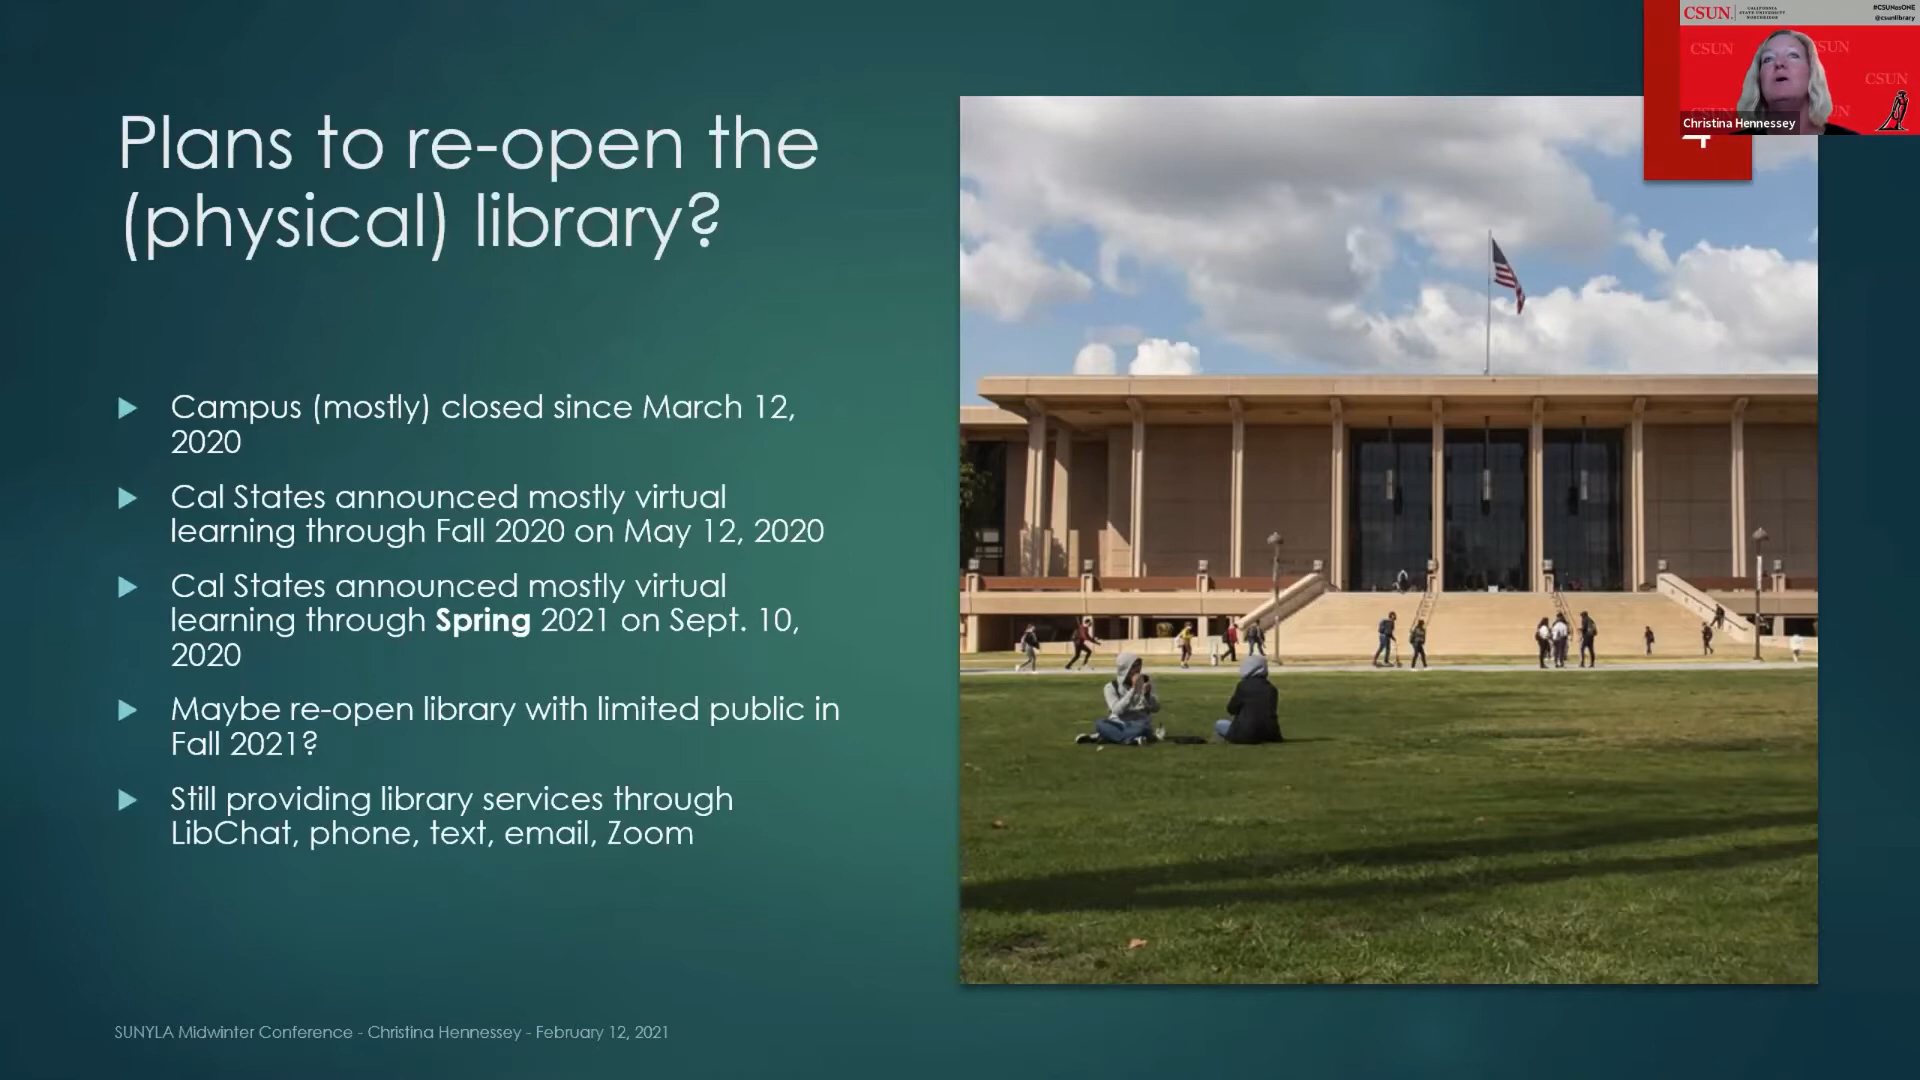 Plans to re-open the
(physical) library?
Campus (mostly) closed since March 12,
2020
Cal States announced mostly virtual
learning through Fall 2020 on May 12, 2020
Cal States announced mostly virtual
learning through Spring 2021 on Sept. 10,
2020
Maybe re-open library with limited public in
Fall 2021?
Still providing library services through
LibChat, phone, text, email, Zoom
SUNYLA Midwinter Conference - Christina Hennessey - February 12, 2021
CSUN.
CALIFORNIA
STATE UNIVERSITY
NORTHRIDGE
#CSUNasONE
@csunlibrary
CSUN
CSUN
CSUN
Christina Hennessey
4